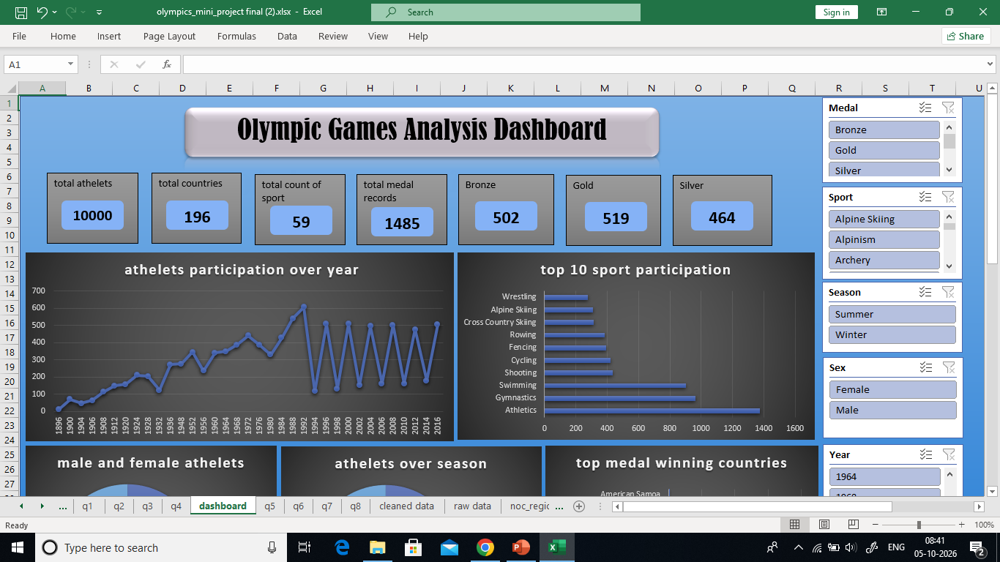 olympics_mini_project final (2).xlsx - Excel
Search
Sign in
File Home Insert Page Layout Formulas Data Review View Help
Share
A1
fx
A B C D E F G H I J K L M N O P Q R S T U
1
2
3
4
5
6
7
8
9
10
11
12
13
14
15
16
17
18
19
20
21
22
23
24
25
26
27
Olympic Games Analysis Dashboard
total athelets
10000
total countries
196
total count of
sport
59
total medal
records
1485
Bronze
502
Gold
519
Silver
464
athelets participation over year
700
600
500
400
300
200
100
0
1896 1900 1904 1906 1908 1912 1920 1924 1928 1932 1936 1948 1952 1956 1960 1964 1968 1972 1976 1980 1984 1988 1992 1994 1996 1998 2000 2002 2004 2006 2008 2010 2012 2014 2016
top 10 sport participation
Wrestling
Alpine Skiing
Cross Country Skiing
Rowing
Fencing
Cycling
Shooting
Swimming
Gymnastics
Athletics
0 200 400 600 800 1000 1200 1400 1600
male and female athelets
athelets over season
top medal winning countries
American Samoa
Medal
Bronze
Gold
Silver
Sport
Alpine Skiing
Alpinism
Archery
Season
Summer
Winter
Sex
Female
Male
Year
1964
1968
... q1 q2 q3 q4 dashboard q5 q6 q7 q8 cleaned data raw data noc_regic ...
Ready
100%
Type here to search
ENG
08:41
05-10-2026
2